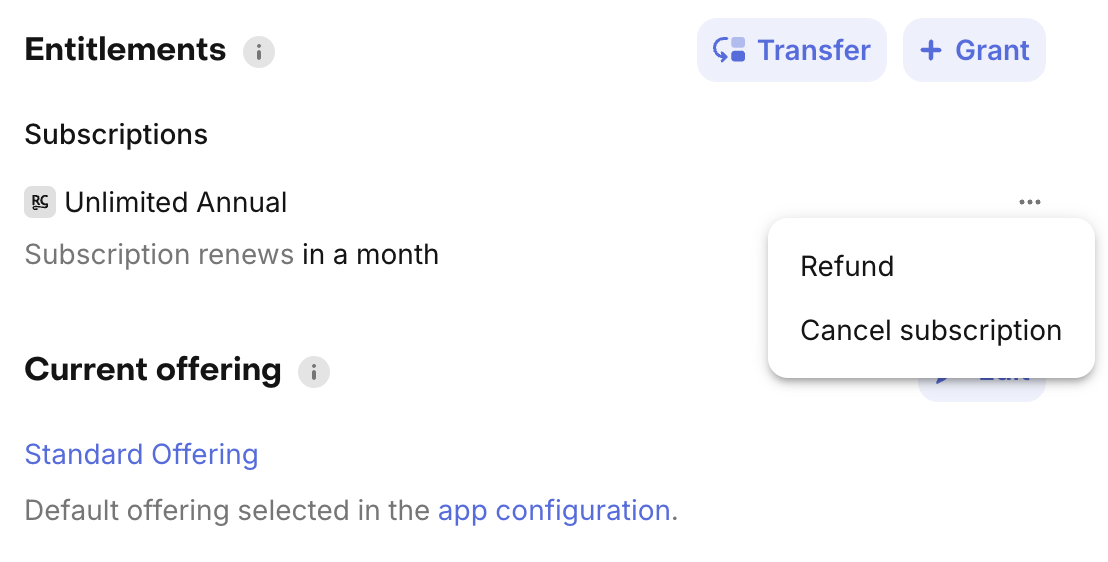 Entitlements
Transfer
Grant
Subscriptions
RC Unlimited Annual
Subscription renews in a month
Refund
Cancel subscription
Current offering
Standard Offering
Default offering selected in the app configuration.